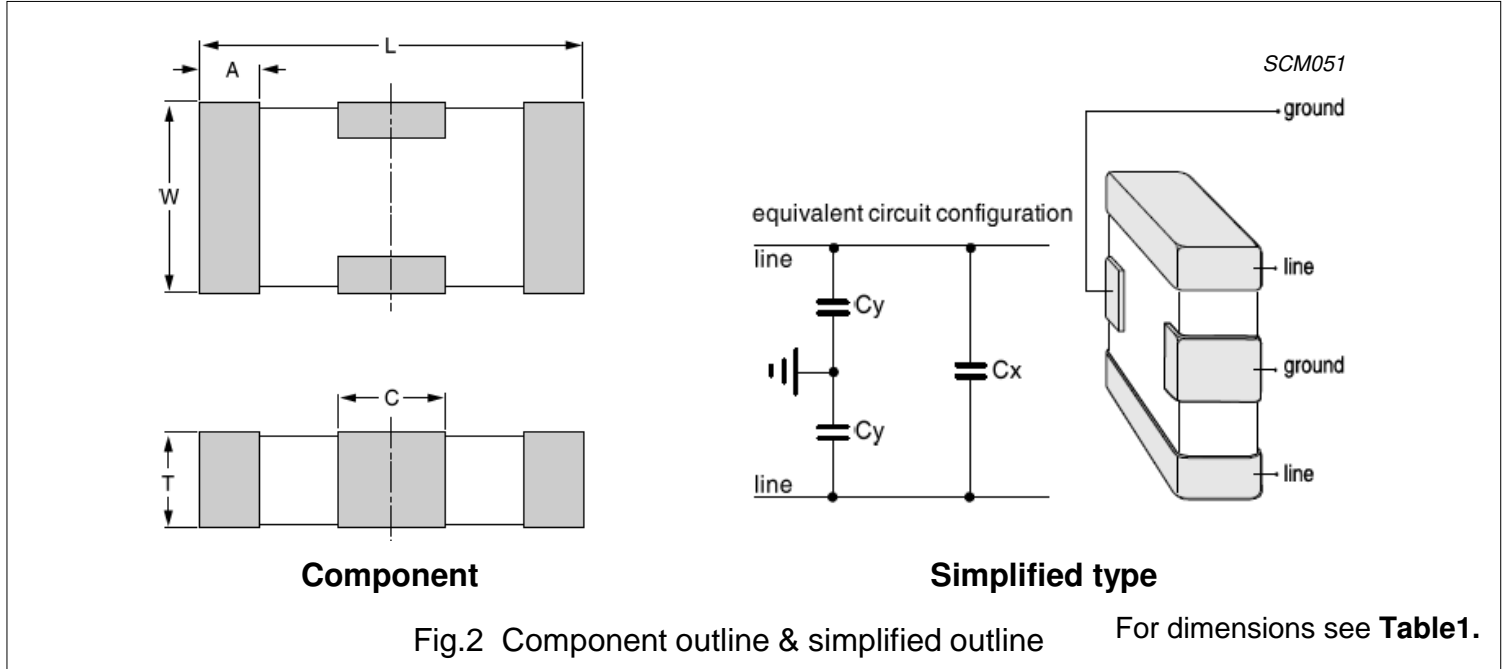 L
A
W
C
T
Component
SCM051
ground
equivalent circuit configuration
line
Cy
Cx
Cy
line
line
ground
line
Simplified type
Fig.2 Component outline & simplified outline
For dimensions see Table1.